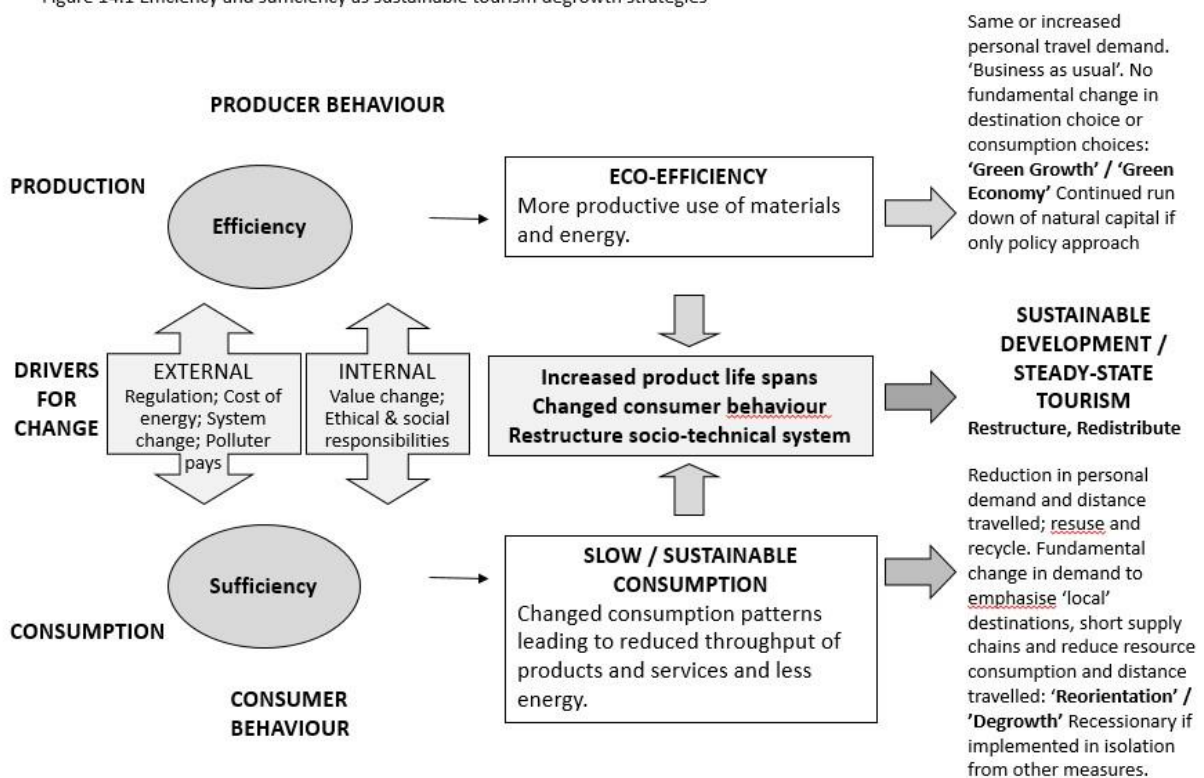 Figure 14.1 Efficiency and sufficiency as sustainable tourism degrowth strategies
PRODUCER BEHAVIOUR
PRODUCTION
Efficiency
ECO-EFFICIENCY
More productive use of materials
and energy.
Same or increased
personal travel demand.
‘Business as usual’. No
fundamental change in
destination choice or
consumption choices:
‘Green Growth’ / ‘Green
Economy’ Continued run
down of natural capital if
only policy approach
DRIVERS
FOR
CHANGE
EXTERNAL
Regulation; Cost of
energy; System
change; Polluter
pays
INTERNAL
Value change;
Ethical & social
responsibilities
Increased product life spans
Changed consumer behaviour
Restructure socio-technical system
SUSTAINABLE
DEVELOPMENT /
STEADY-STATE
TOURISM
Restructure, Redistribute
CONSUMPTION
Sufficiency
SLOW / SUSTAINABLE
CONSUMPTION
Changed consumption patterns
leading to reduced throughput of
products and services and less
energy.
Reduction in personal
demand and distance
travelled; resuse and
recycle. Fundamental
change in demand to
emphasise ‘local’
destinations, short supply
chains and reduce resource
consumption and distance
travelled: ‘Reorientation’ /
’Degrowth’ Recessionary if
implemented in isolation
from other measures.
CONSUMER
BEHAVIOUR